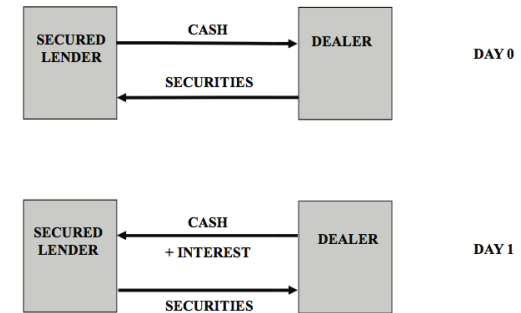 CASH
SECURED
LENDER
DEALER
DAY 0
SECURITIES
CASH
SECURED
LENDER
DEALER
DAY 1
+ INTEREST
SECURITIES